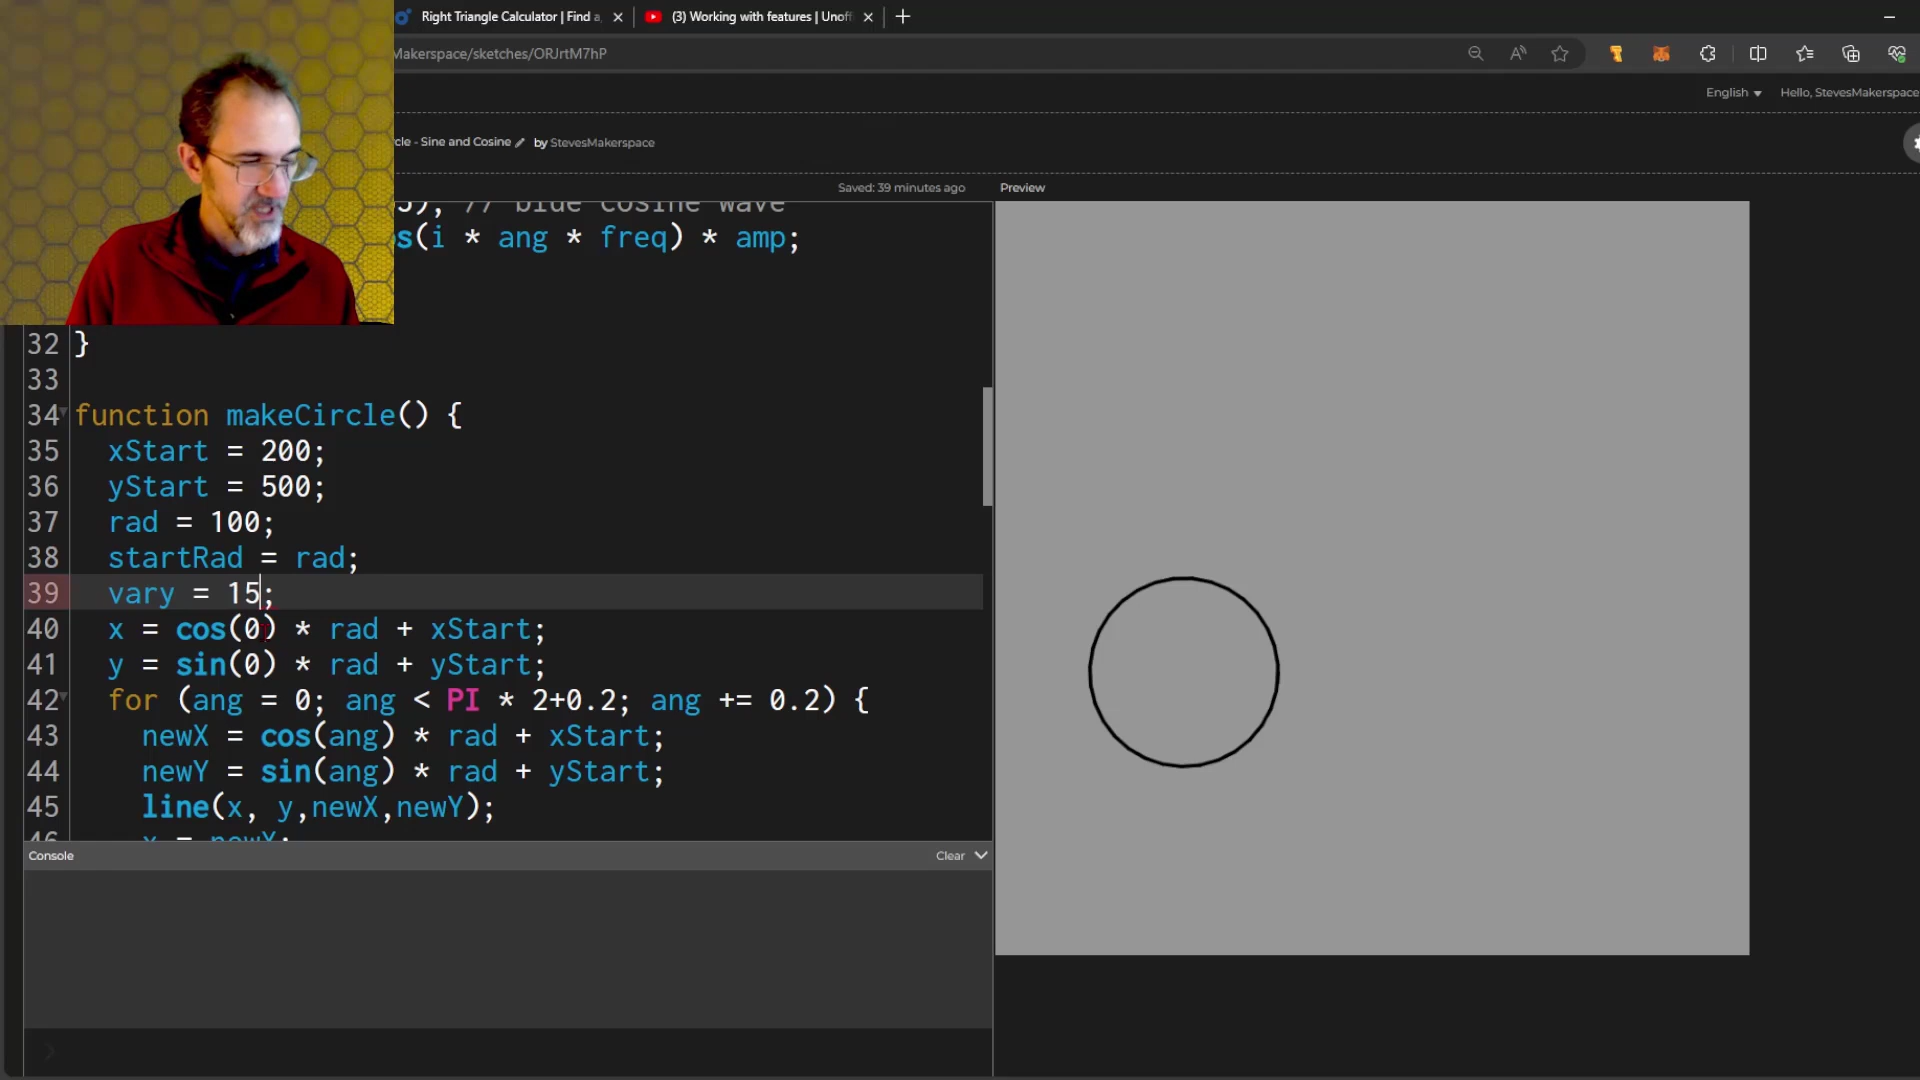 Right Triangle Calculator | Find a
(3) Working with features | Unoff
Makerspace/sketches/ORJrtM7hP
English
Hello, StevesMakerspace
cle - Sine and Cosine by StevesMakerspace
Saved: 39 minutes ago
Preview
// blue cosine wave
s(i * ang * freq) * amp;
32 }
33
34 function makeCircle() {
35 xStart = 200;
36 yStart = 500;
37 rad = 100;
38 startRad = rad;
39 vary = 15;
40 x = cos(0) * rad + xStart;
41 y = sin(0) * rad + yStart;
42 for (ang = 0; ang < PI * 2+0.2; ang += 0.2) {
43 newX = cos(ang) * rad + xStart;
44 newY = sin(ang) * rad + yStart;
45 line(x, y,newX,newY);
46 x = newX;
Console
Clear